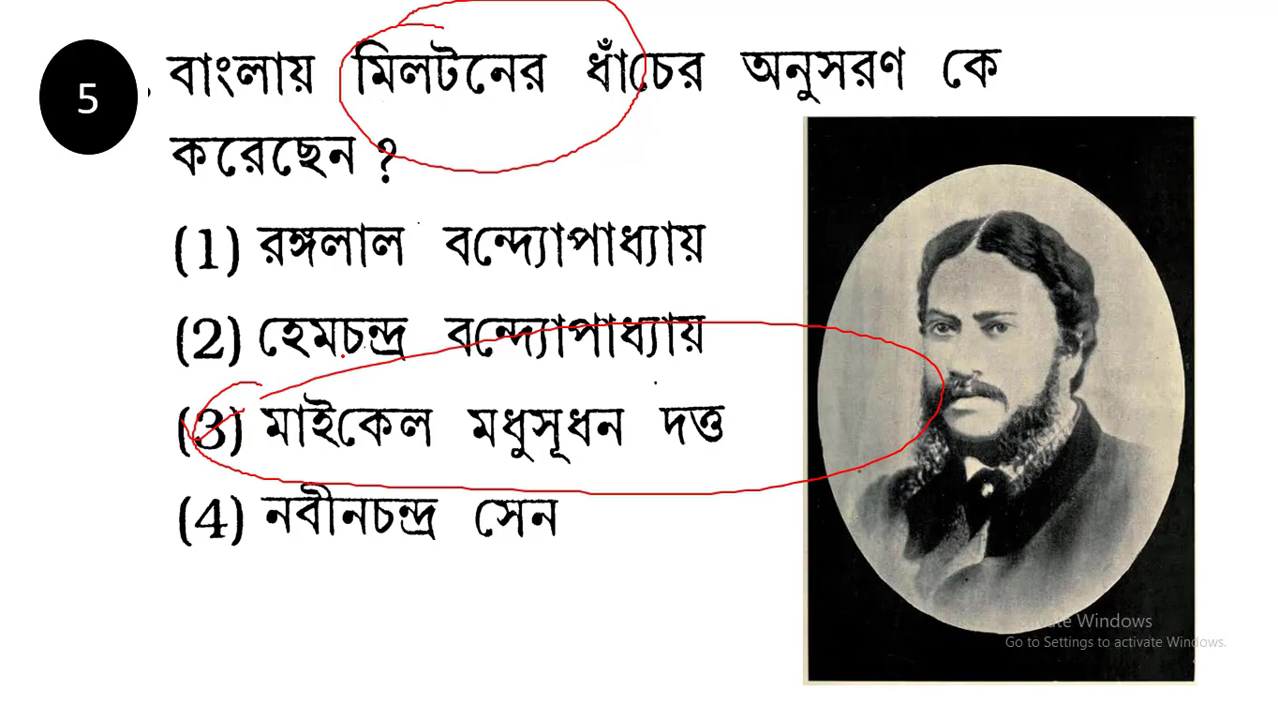 5
বাংলায় মিলটনের ধাঁচের অনুসরণ কে
করেছেন ?
(1) রঙ্গলাল বন্দ্যোপাধ্যায়
(2) হেমচন্দ্র বন্দ্যোপাধ্যায়
(3) মাইকেল মধুসূধন দত্ত
(4) নবীনচন্দ্র সেন
Activate Windows
Go to Settings to activate Windows.